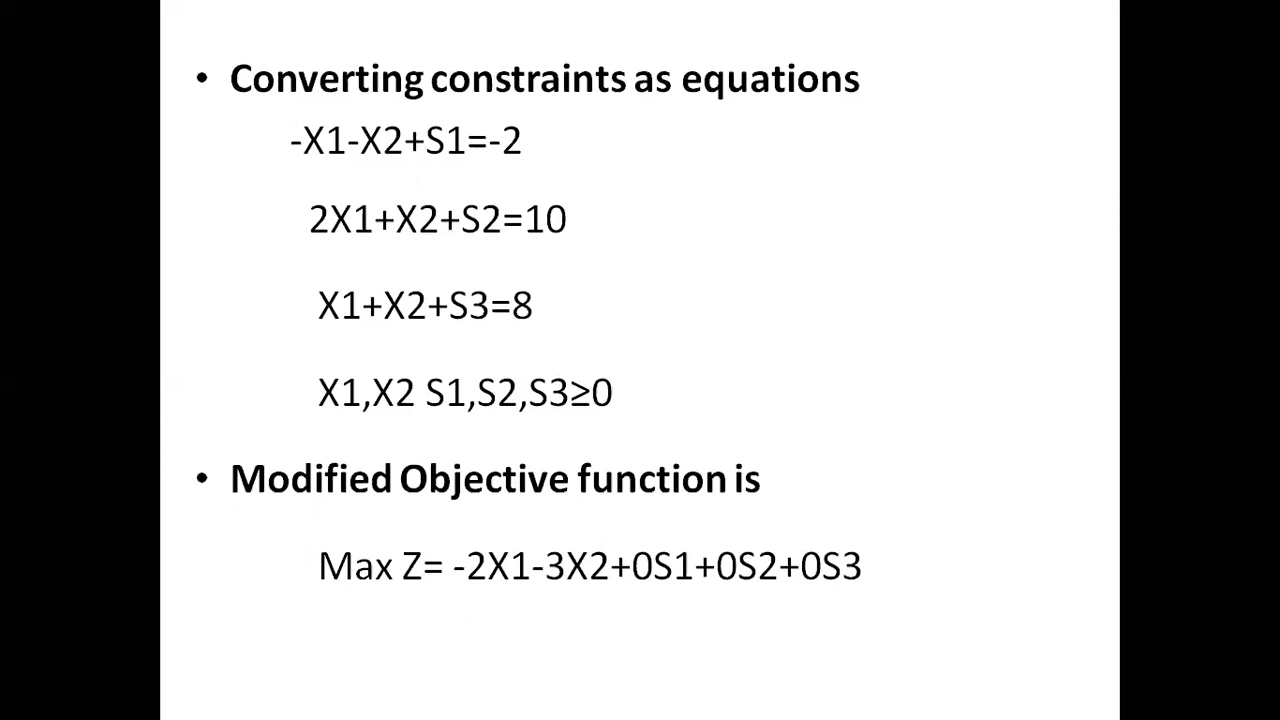 • Converting constraints as equations
-X1-X2+S1=-2
2X1+X2+S2=10
X1+X2+S3=8
X1,X2 S1,S2,S3≥0
• Modified Objective function is
Max Z= -2X1-3X2+0S1+0S2+0S3